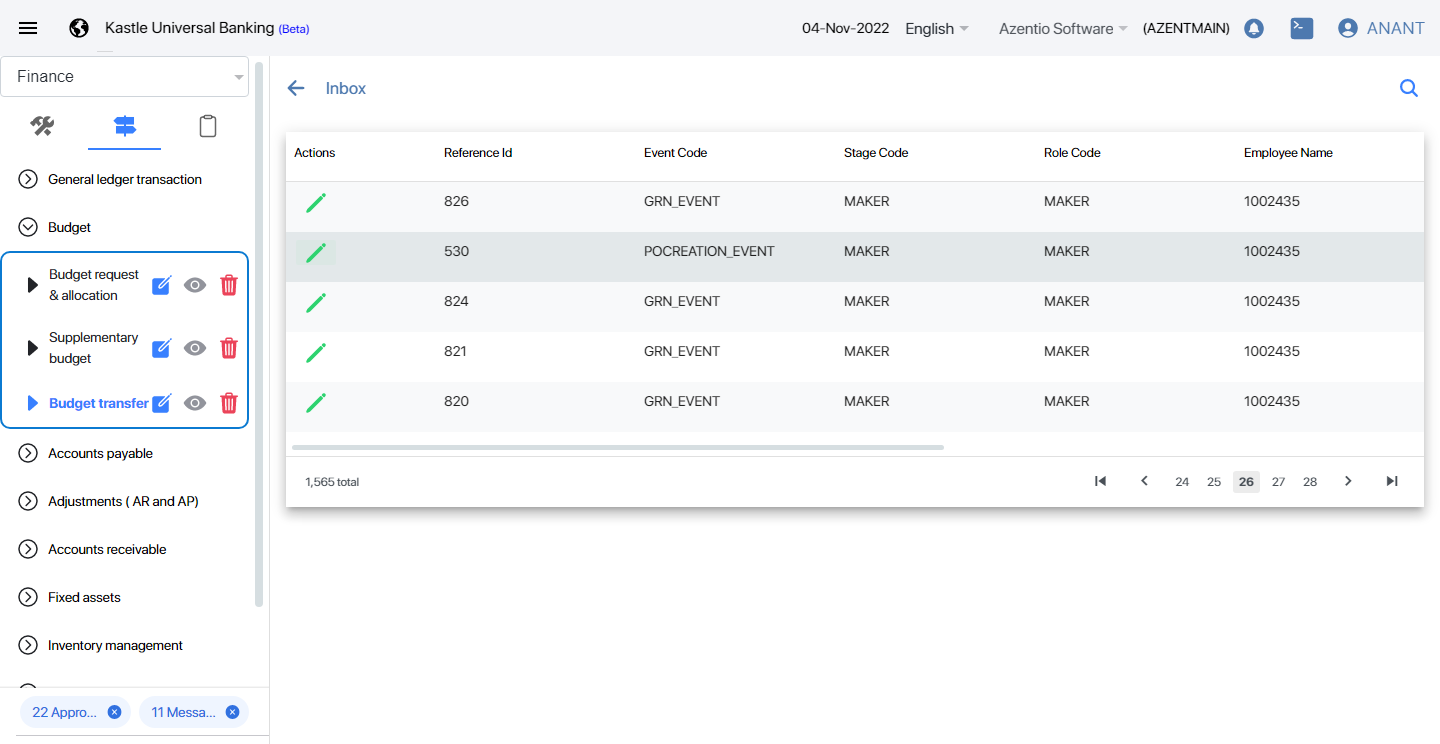 Kastle Universal Banking (Beta)
04-Nov-2022 English Azentio Software (AZENTMAIN) ANANT
Finance
General ledger transaction
Budget
Budget request
& allocation
Supplementary
budget
Budget transfer
Accounts payable
Adjustments ( AR and AP)
Accounts receivable
Fixed assets
Inventory management
22 Appro... 11 Messa...
Inbox
Actions Reference Id Event Code Stage Code Role Code Employee Name
826 GRN_EVENT MAKER MAKER 1002435
530 POCREATION_EVENT MAKER MAKER 1002435
824 GRN_EVENT MAKER MAKER 1002435
821 GRN_EVENT MAKER MAKER 1002435
820 GRN_EVENT MAKER MAKER 1002435
1,565 total 24 25 26 27 28